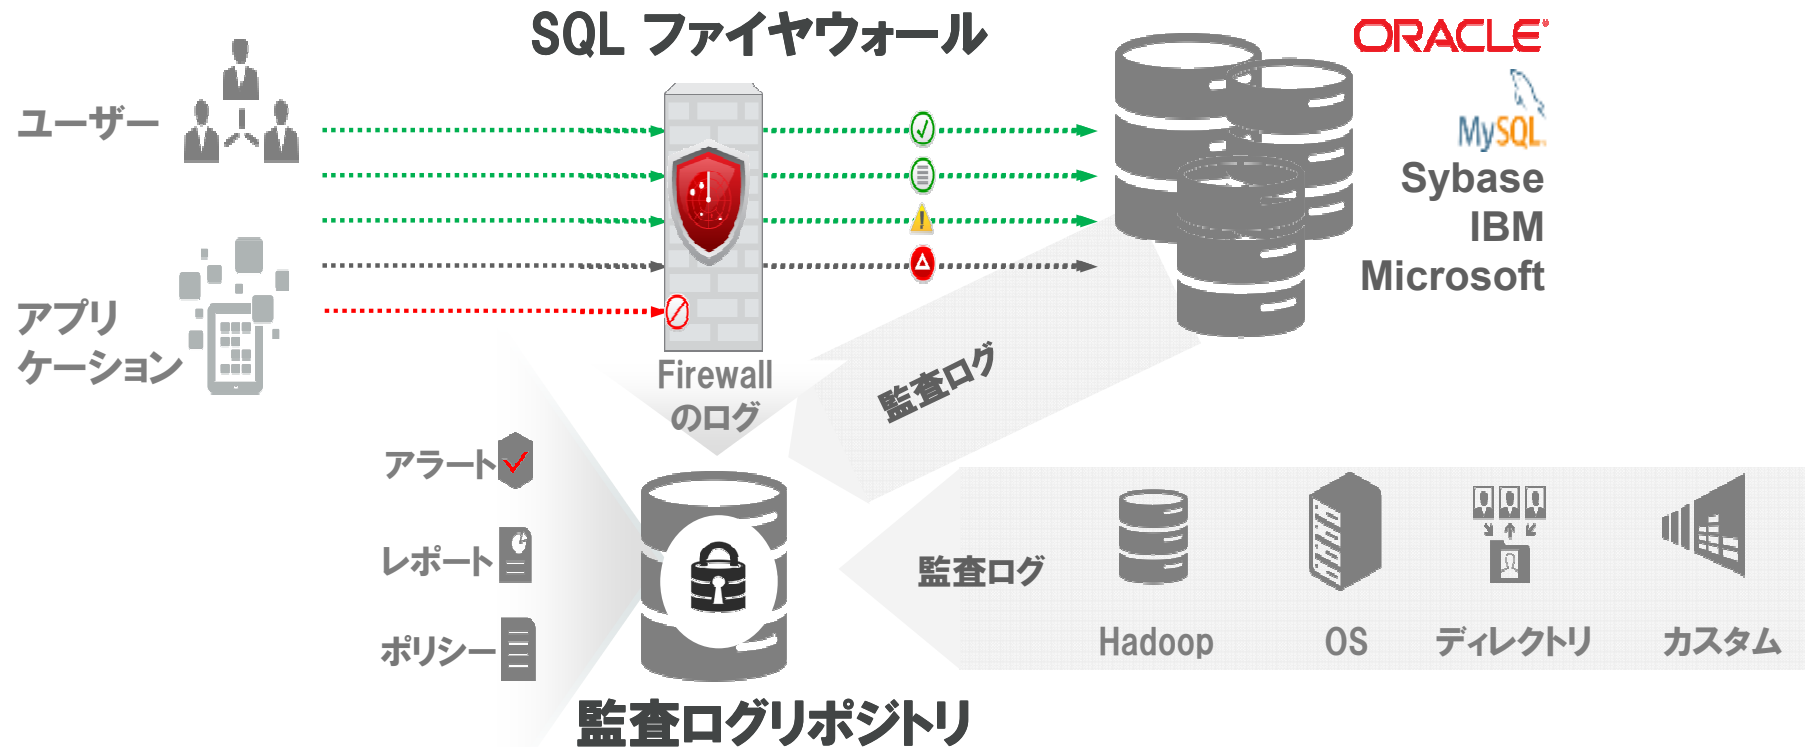 SQL ファイヤウォール
ORACLE
ユーザー
MySQL
Sybase
IBM
Microsoft
アプリ
ケーション
Firewall
のログ
監査ログ
アラート
レポート
ポリシー
監査ログ
Hadoop
OS
ディレクトリ
カスタム
監査ログリポジトリ